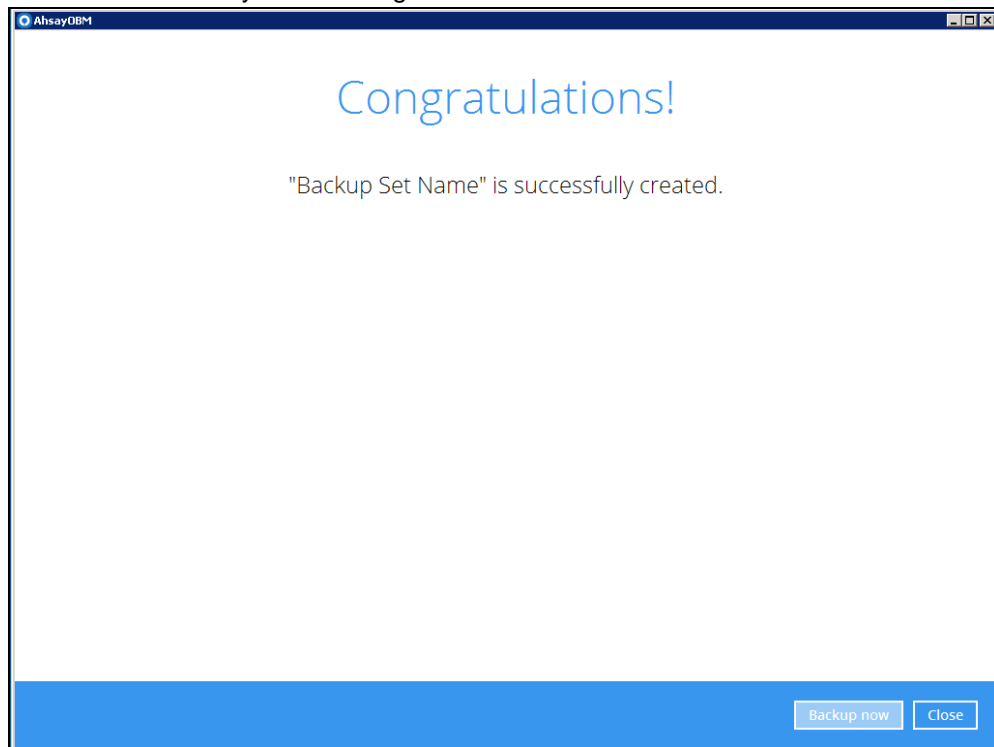 AhsayOBM
Congratulations!
"Backup Set Name" is successfully created.
Backup now
Close